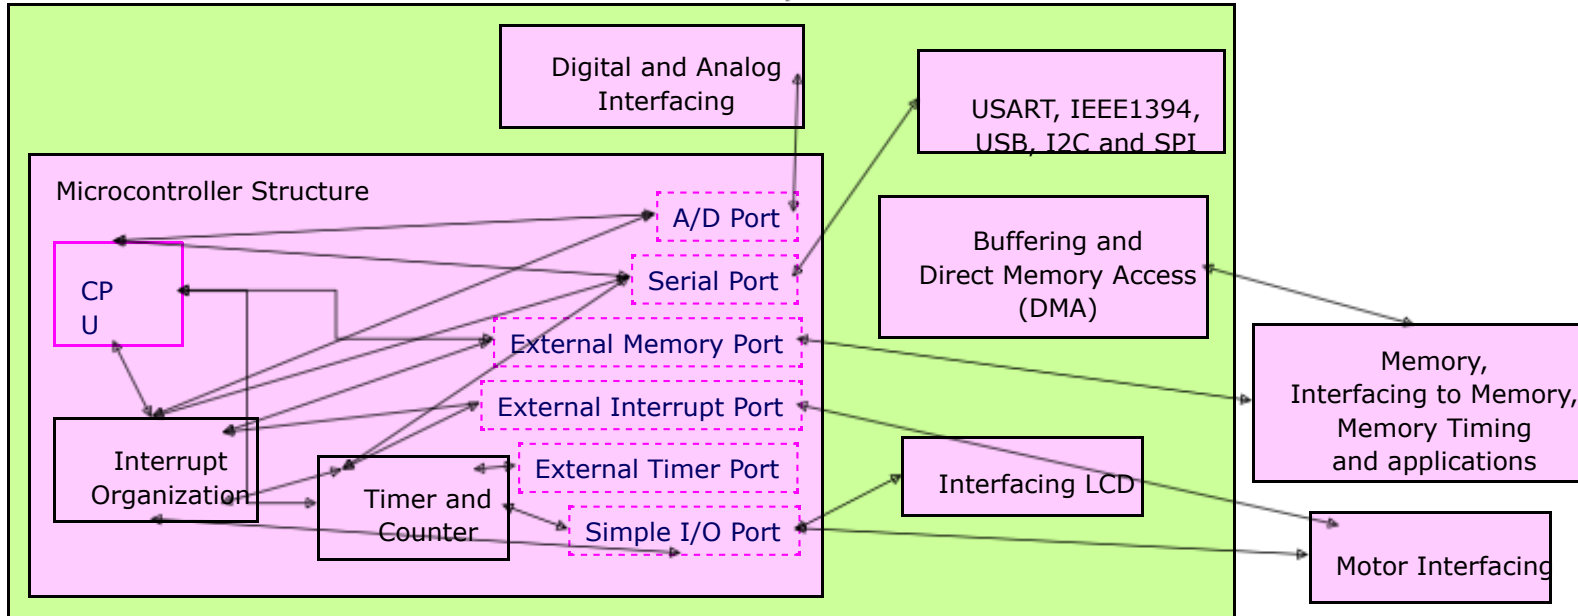 Digital and Analog
Interfacing
USART, IEEE1394,
USB, I2C and SPI
Microcontroller Structure
A/D Port
Buffering and
Direct Memory Access
(DMA)
Serial Port
CP
U
External Memory Port
Memory,
Interfacing to Memory,
Memory Timing
and applications
External Interrupt Port
Interrupt
Organization
External Timer Port
Timer and
Counter
Interfacing LCD
Simple I/O Port
Motor Interfacing